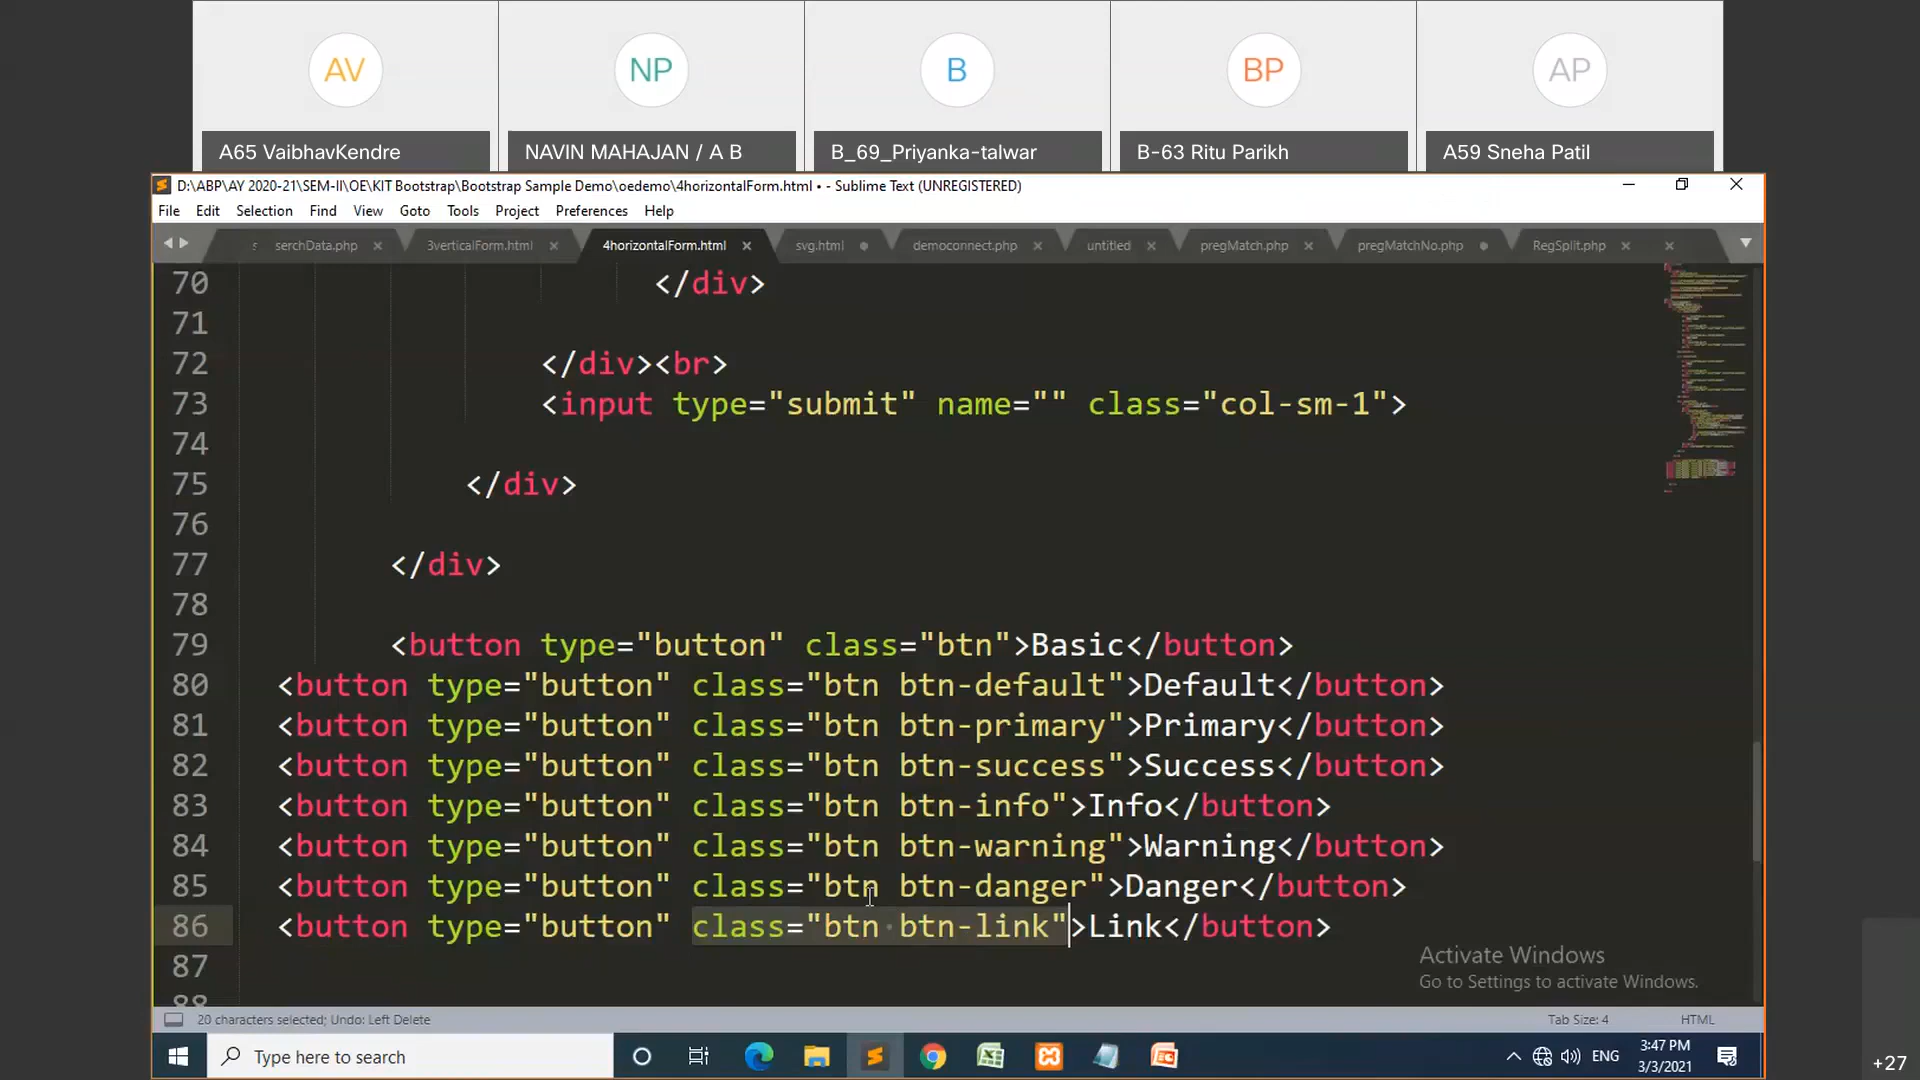 AV
NP
B
BP
AP
A65 VaibhavKendre
NAVIN MAHAJAN / A B
B_69_Priyanka-talwar
B-63 Ritu Parikh
A59 Sneha Patil
D:\ABP\AY 2020-21\SEM-II\OE\KIT Bootstrap\Bootstrap Sample Demo\oedemo\4horizontalForm.html • - Sublime Text (UNREGISTERED)
File Edit Selection Find View Goto Tools Project Preferences Help
serchData.php 3verticalForm.html 4horizontalForm.html svg.html democonnect.php untitled pregMatch.php pregMatchNo.php RegSplit.php
70 </div>
71
72 </div><br>
73 <input type="submit" name="" class="col-sm-1">
74
75 </div>
76
77 </div>
78
79 <button type="button" class="btn">Basic</button>
80 <button type="button" class="btn btn-default">Default</button>
81 <button type="button" class="btn btn-primary">Primary</button>
82 <button type="button" class="btn btn-success">Success</button>
83 <button type="button" class="btn btn-info">Info</button>
84 <button type="button" class="btn btn-warning">Warning</button>
85 <button type="button" class="btn btn-danger">Danger</button>
86 <button type="button" class="btn btn-link">Link</button>
87
88
Activate Windows
Go to Settings to activate Windows.
20 characters selected; Undo: Left Delete Tab Size: 4 HTML
Type here to search
ENG
3:47 PM
3/3/2021
+27